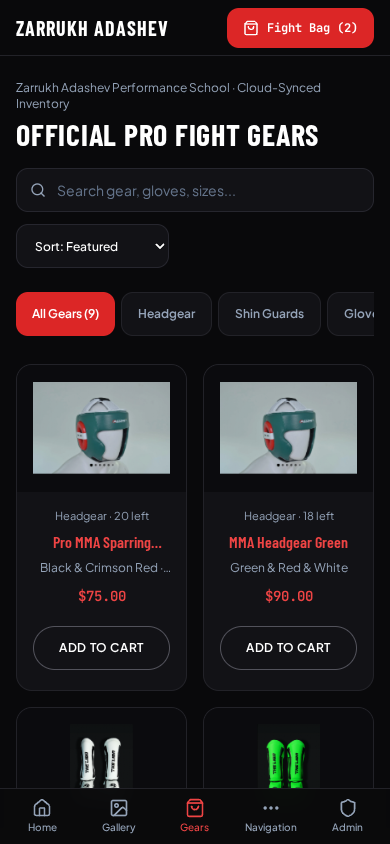 ZARRUKH ADASHEV
Fight Bag (2)
Zarrukh Adashev Performance School · Cloud-Synced
Inventory
OFFICIAL PRO FIGHT GEARS
Search gear, gloves, sizes...
Sort: Featured
All Gears (9)
Headgear
Shin Guards
Glove
Headgear · 20 left
Pro MMA Sparring...
Black & Crimson Red ·...
$75.00
ADD TO CART
Headgear · 18 left
MMA Headgear Green
Green & Red & White
$90.00
ADD TO CART
Home
Gallery
Gears
Navigation
Admin